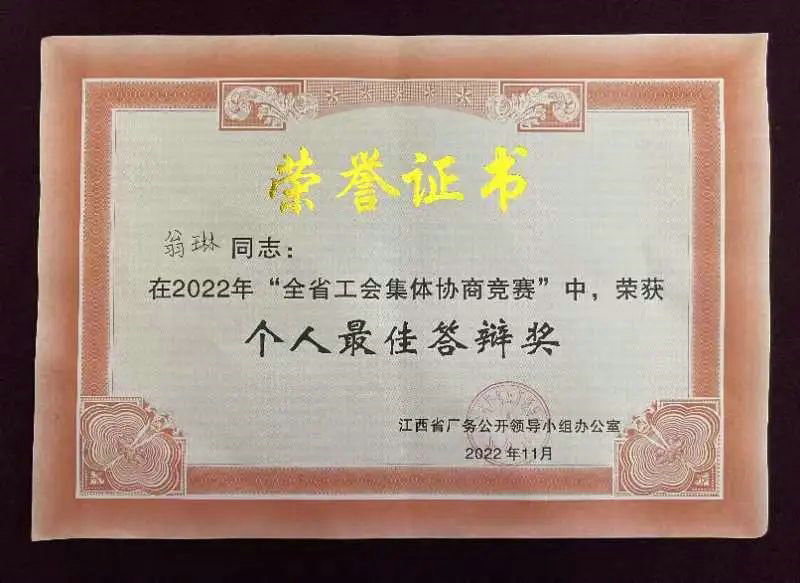 荣誉证书
翁琳同志：
在2022年“全省工会集体协商竞赛”中，荣获
个人最佳答辩奖
江西省厂务公开领导小组办公室
2022年11月